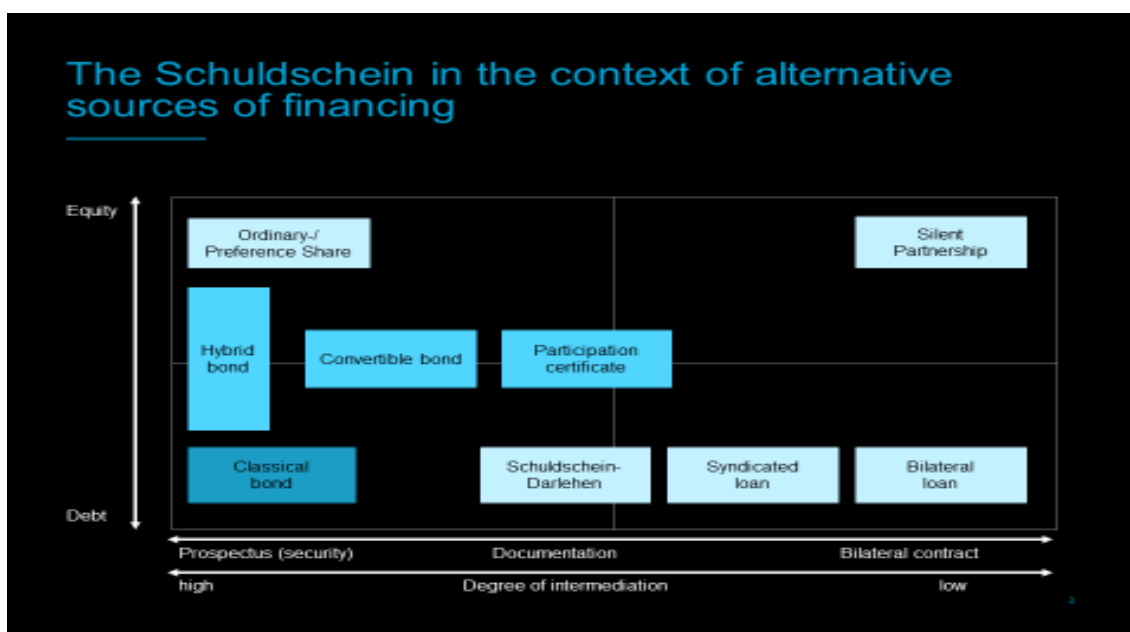 The Schuldschein in the context of alternative
sources of financing
Equity
Ordinary-/
Preference Share
Silent
Partnership
Hybrid
bond
Convertible bond
Participation
certificate
Classical
bond
Schuldschein-
Darlehen
Syndicated
loan
Bilateral
loan
Debt
Prospectus (security)
Documentation
Bilateral contract
high
Degree of intermediation
low
3